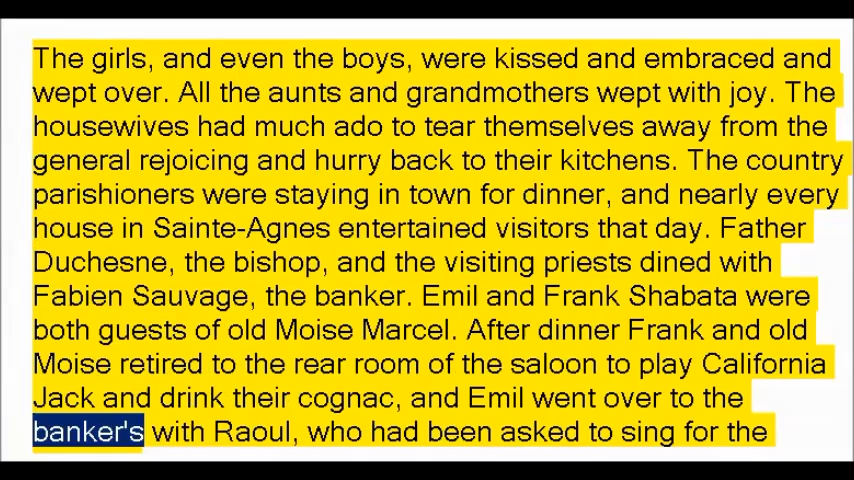 The girls, and even the boys, were kissed and embraced and
wept over. All the aunts and grandmothers wept with joy. The
housewives had much ado to tear themselves away from the
general rejoicing and hurry back to their kitchens. The country
parishioners were staying in town for dinner, and nearly every
house in Sainte-Agnes entertained visitors that day. Father
Duchesne, the bishop, and the visiting priests dined with
Fabien Sauvage, the banker. Emil and Frank Shabata were
both guests of old Moise Marcel. After dinner Frank and old
Moise retired to the rear room of the saloon to play California
Jack and drink their cognac, and Emil went over to the
banker's with Raoul, who had been asked to sing for the